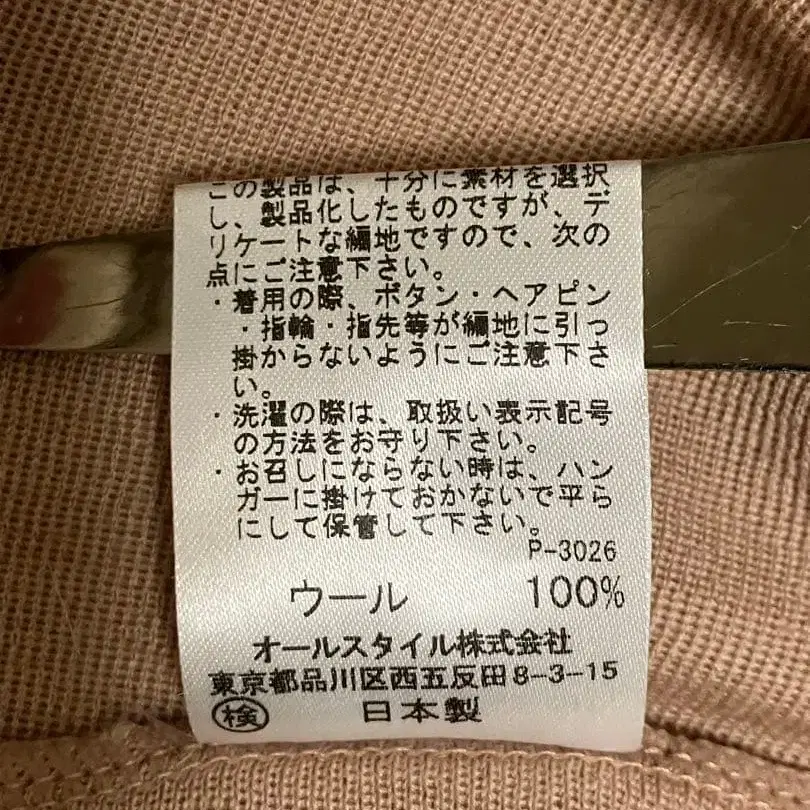 この製品は、十分に素材を選択
し、製品化したものですが、デ
リケートな編地ですので、次の
点にご注意下さい。
・着用の際、ボタン・ヘアピン
・指輪・指先等が編地に引っ
掛からないようにご注意下さ
い。
・洗濯の際は、取扱い表示記号
の方法をお守り下さい。
・お召しにならない時は、ハン
ガーに掛けておかないで平ら
にして保管して下さい。
P-3026
ウール 100%
オールスタイル株式会社
東京都品川区西五反田8-3-15
検 日本製